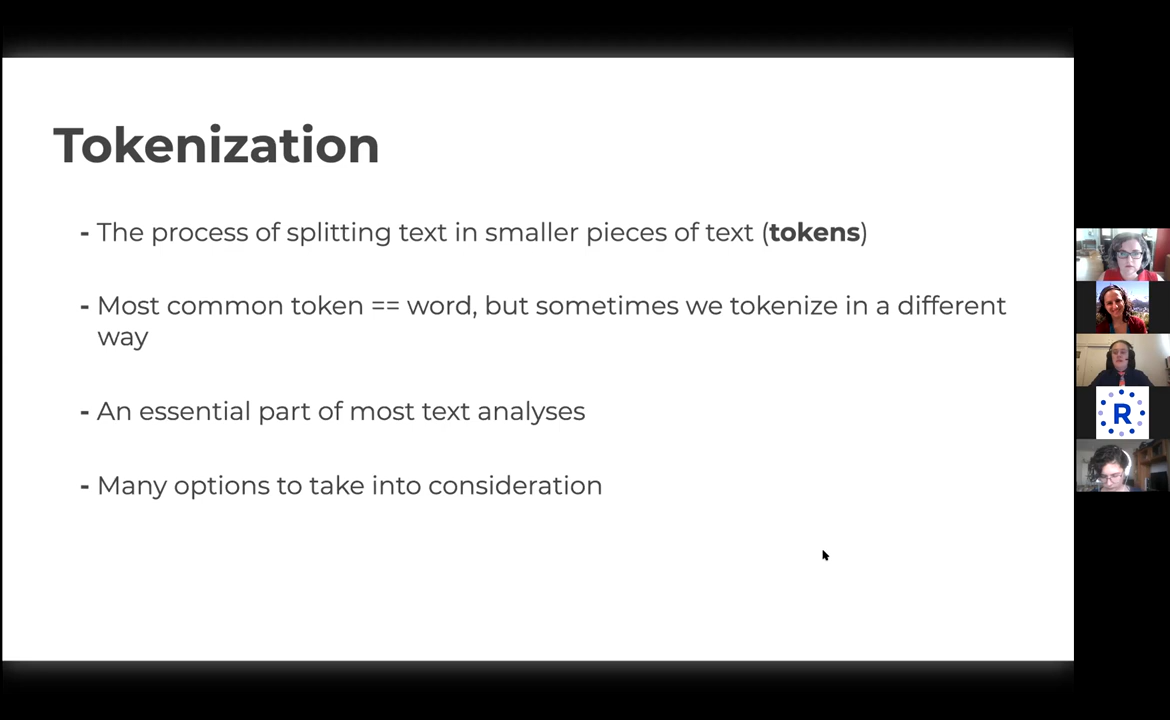 Tokenization
- The process of splitting text in smaller pieces of text (tokens)
- Most common token == word, but sometimes we tokenize in a different
way
- An essential part of most text analyses
- Many options to take into consideration
R